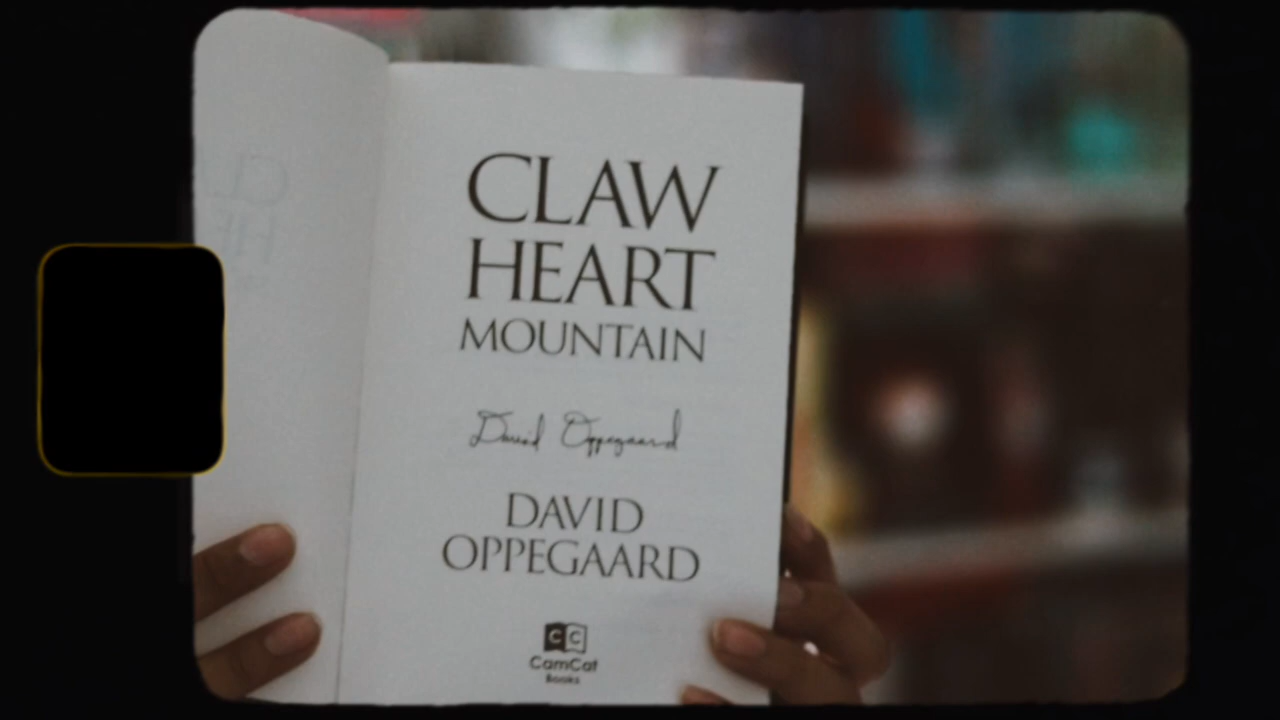 CLAW
HEART
MOUNTAIN
David Oppegaard
DAVID
OPPEGAARD
CC
CamCat
Books